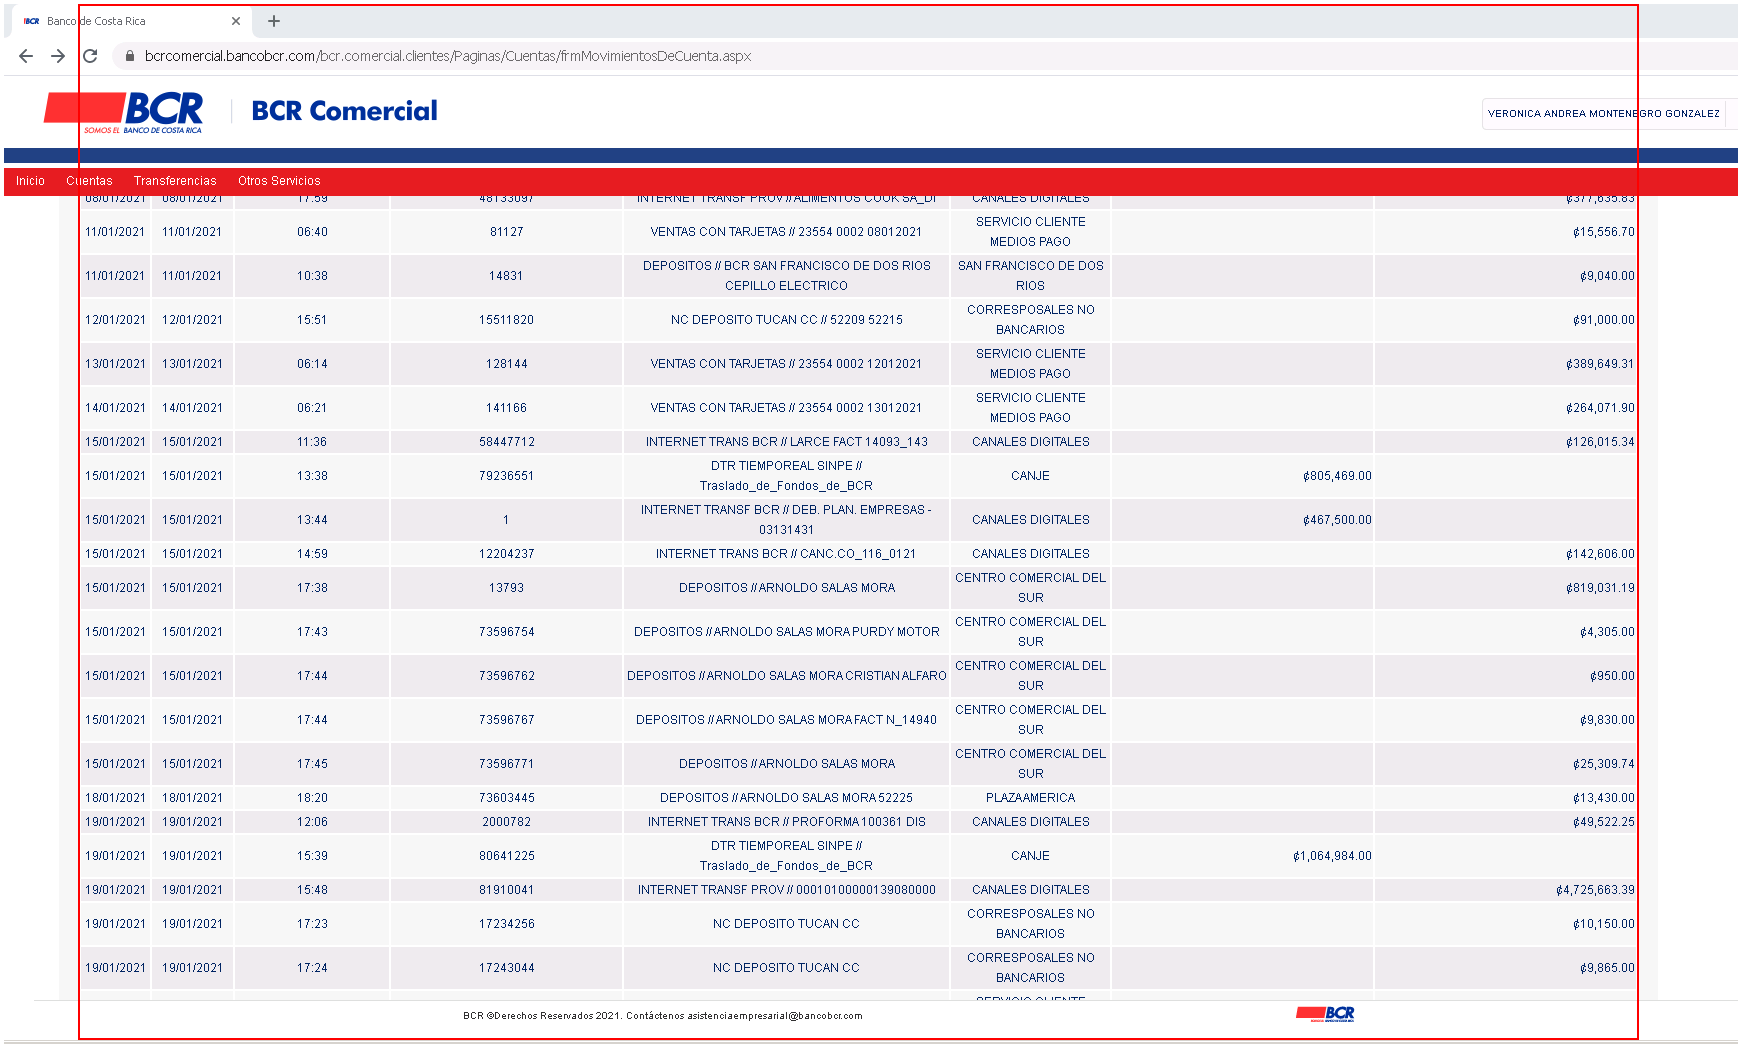 BCR Banco de Costa Rica
bcrcomercial.bancobcr.com/bcr.comercial.clientes/Paginas/Cuentas/frmMovimientosDeCuenta.aspx
BCR BCR Comercial
SOMOS EL BANCO DE COSTA RICA
VERONICA ANDREA MONTENEGRO GONZALEZ
Inicio Cuentas Transferencias Otros Servicios
08/01/2021 08/01/2021 17:59 48133097 INTERNET TRANSF PROV // ALIMENTOS COOK SA_DI CANALES DIGITALES ¢377,635.83
11/01/2021 11/01/2021 06:40 81127 VENTAS CON TARJETAS // 23554 0002 08012021 SERVICIO CLIENTE ¢15,556.70
MEDIOS PAGO
11/01/2021 11/01/2021 10:38 14831 DEPOSITOS // BCR SAN FRANCISCO DE DOS RIOS SAN FRANCISCO DE DOS ¢9,040.00
CEPILLO ELECTRICO RIOS
12/01/2021 12/01/2021 15:51 15511820 NC DEPOSITO TUCAN CC // 52209 52215 CORRESPOSALES NO ¢91,000.00
BANCARIOS
13/01/2021 13/01/2021 06:14 128144 VENTAS CON TARJETAS // 23554 0002 12012021 SERVICIO CLIENTE ¢389,649.31
MEDIOS PAGO
14/01/2021 14/01/2021 06:21 141166 VENTAS CON TARJETAS // 23554 0002 13012021 SERVICIO CLIENTE ¢264,071.90
MEDIOS PAGO
15/01/2021 15/01/2021 11:36 58447712 INTERNET TRANS BCR // LARCE FACT 14093_143 CANALES DIGITALES ¢126,015.34
15/01/2021 15/01/2021 13:38 79236551 DTR TIEMPOREAL SINPE // CANJE ¢805,469.00
Traslado_de_Fondos_de_BCR
15/01/2021 15/01/2021 13:44 1 INTERNET TRANSF BCR // DEB. PLAN. EMPRESAS - CANALES DIGITALES ¢467,500.00
03131431
15/01/2021 15/01/2021 14:59 12204237 INTERNET TRANS BCR // CANC.CO_116_0121 CANALES DIGITALES ¢142,606.00
15/01/2021 15/01/2021 17:38 13793 DEPOSITOS // ARNOLDO SALAS MORA CENTRO COMERCIAL DEL ¢819,031.19
SUR
15/01/2021 15/01/2021 17:43 73596754 DEPOSITOS // ARNOLDO SALAS MORA PURDY MOTOR CENTRO COMERCIAL DEL ¢4,305.00
SUR
15/01/2021 15/01/2021 17:44 73596762 DEPOSITOS // ARNOLDO SALAS MORA CRISTIAN ALFARO CENTRO COMERCIAL DEL ¢950.00
SUR
15/01/2021 15/01/2021 17:44 73596767 DEPOSITOS // ARNOLDO SALAS MORA FACT N_14940 CENTRO COMERCIAL DEL ¢9,830.00
SUR
15/01/2021 15/01/2021 17:45 73596771 DEPOSITOS // ARNOLDO SALAS MORA CENTRO COMERCIAL DEL ¢25,309.74
SUR
18/01/2021 18/01/2021 18:20 73603445 DEPOSITOS // ARNOLDO SALAS MORA 52225 PLAZAAMERICA ¢13,430.00
19/01/2021 19/01/2021 12:06 2000782 INTERNET TRANS BCR // PROFORMA 100361 DIS CANALES DIGITALES ¢49,522.25
19/01/2021 19/01/2021 15:39 80641225 DTR TIEMPOREAL SINPE // CANJE ¢1,064,984.00
Traslado_de_Fondos_de_BCR
19/01/2021 19/01/2021 15:48 81910041 INTERNET TRANSF PROV // 00010100000139080000 CANALES DIGITALES ¢4,725,663.39
19/01/2021 19/01/2021 17:23 17234256 NC DEPOSITO TUCAN CC CORRESPOSALES NO ¢10,150.00
BANCARIOS
19/01/2021 19/01/2021 17:24 17243044 NC DEPOSITO TUCAN CC CORRESPOSALES NO ¢9,865.00
BANCARIOS
SERVICIO CLIENTE
BCR ©Derechos Reservados 2021. Contáctenos asistenciaempresarial@bancobcr.com BCR